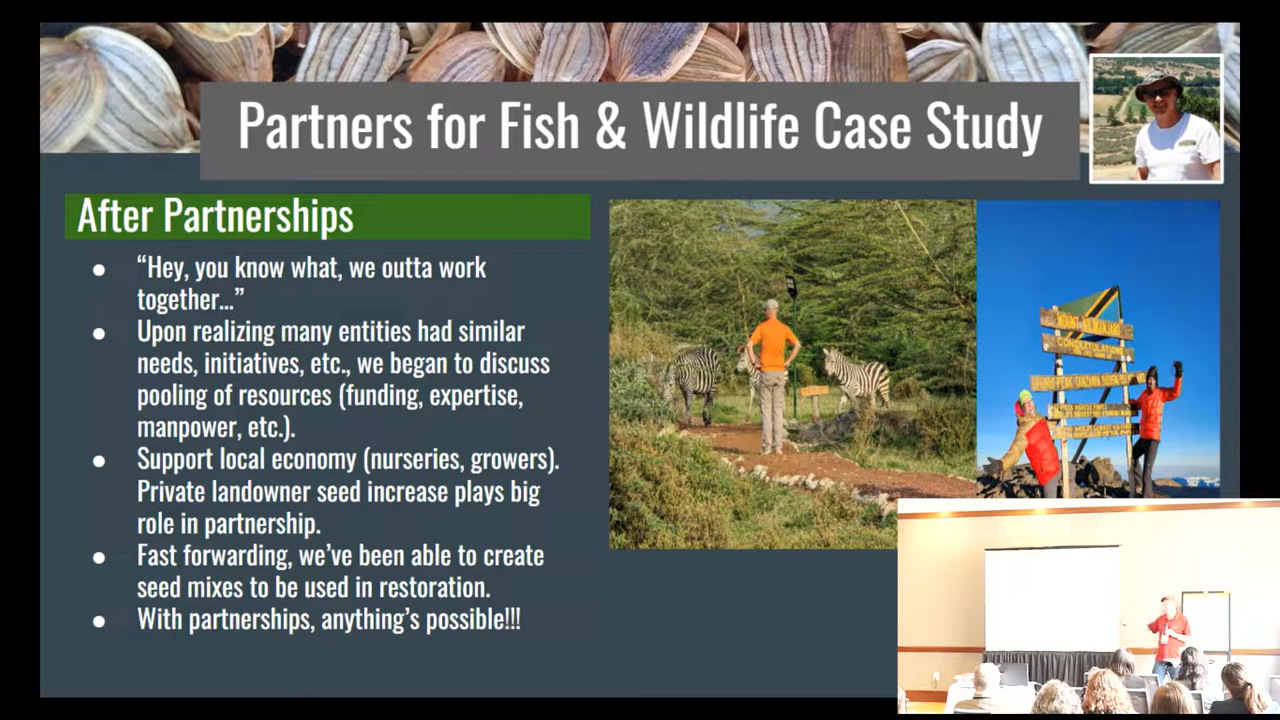 Partners for Fish & Wildlife Case Study
After Partnerships
● “Hey, you know what, we outta work
together...”
● Upon realizing many entities had similar
needs, initiatives, etc., we began to discuss
pooling of resources (funding, expertise,
manpower, etc.).
● Support local economy (nurseries, growers).
Private landowner seed increase plays big
role in partnership.
● Fast forwarding, we’ve been able to create
seed mixes to be used in restoration.
● With partnerships, anything’s possible!!!
MOUNT KILIMANJARO
CONGRATULATIONS